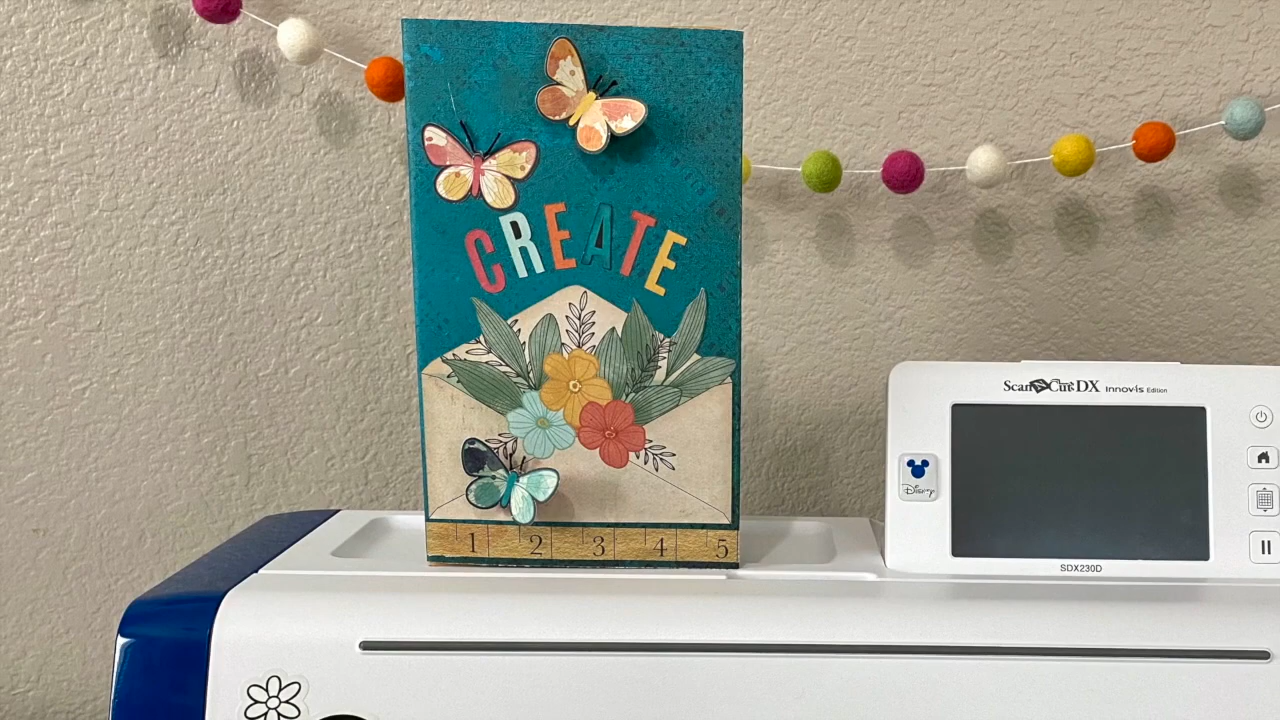 CREATE
1 2 3 4 5
ScanNCut DX Innov-is Edition
Disney
SDX230D